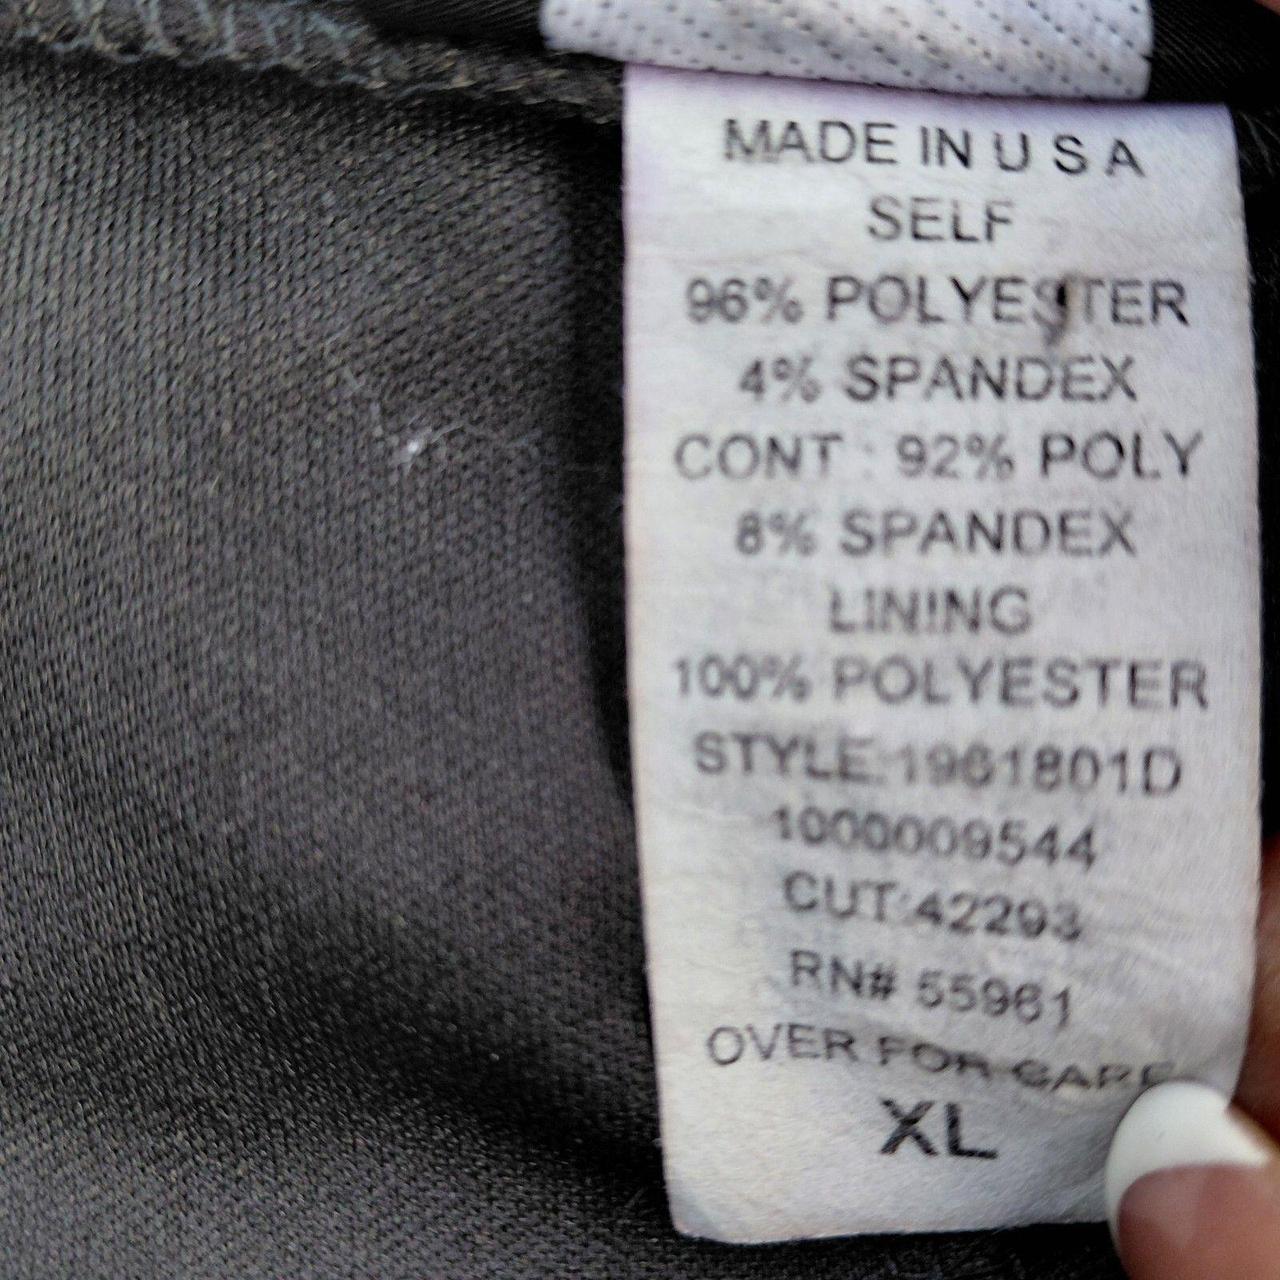 MADE IN U S A
SELF
96% POLYESTER
4% SPANDEX
CONT : 92% POLY
8% SPANDEX
LINING
100% POLYESTER
STYLE:1961801D
1000009544
CUT:42293
RN# 55961
OVER FOR CARE
XL